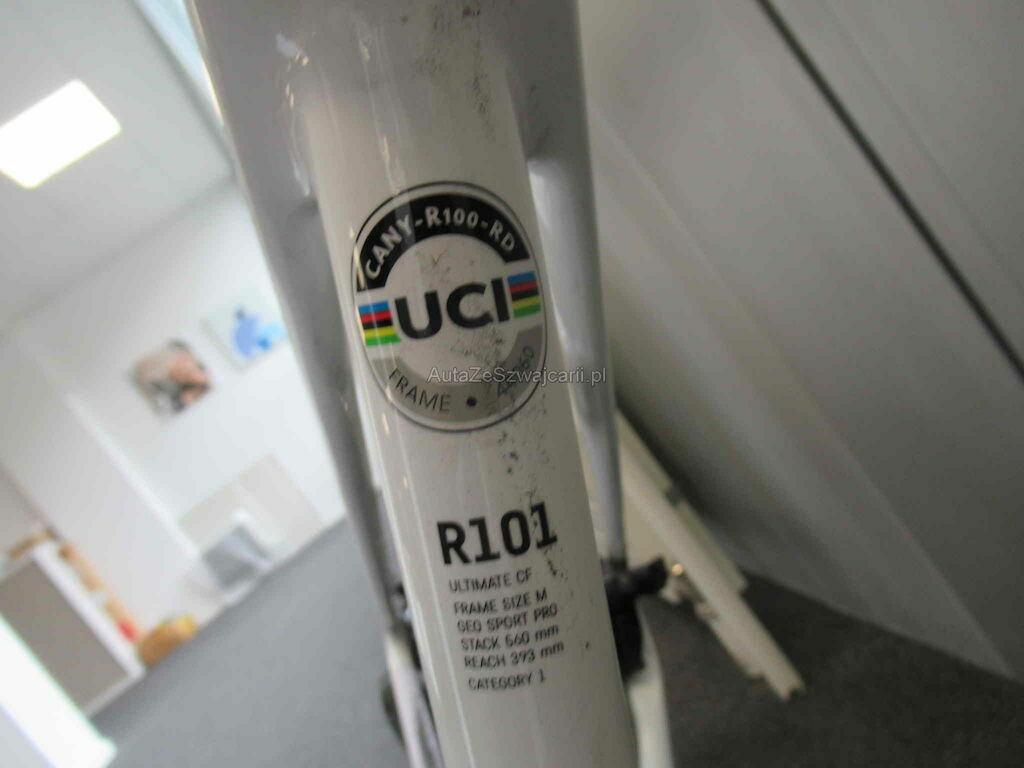 CANY-R100-RD
UCI
FRAME •
AutaZeSzwajcarii.pl
R101
ULTIMATE CF
FRAME SIZE M
GEO SPORT PRO
STACK 560 mm
REACH 393 mm
CATEGORY 1